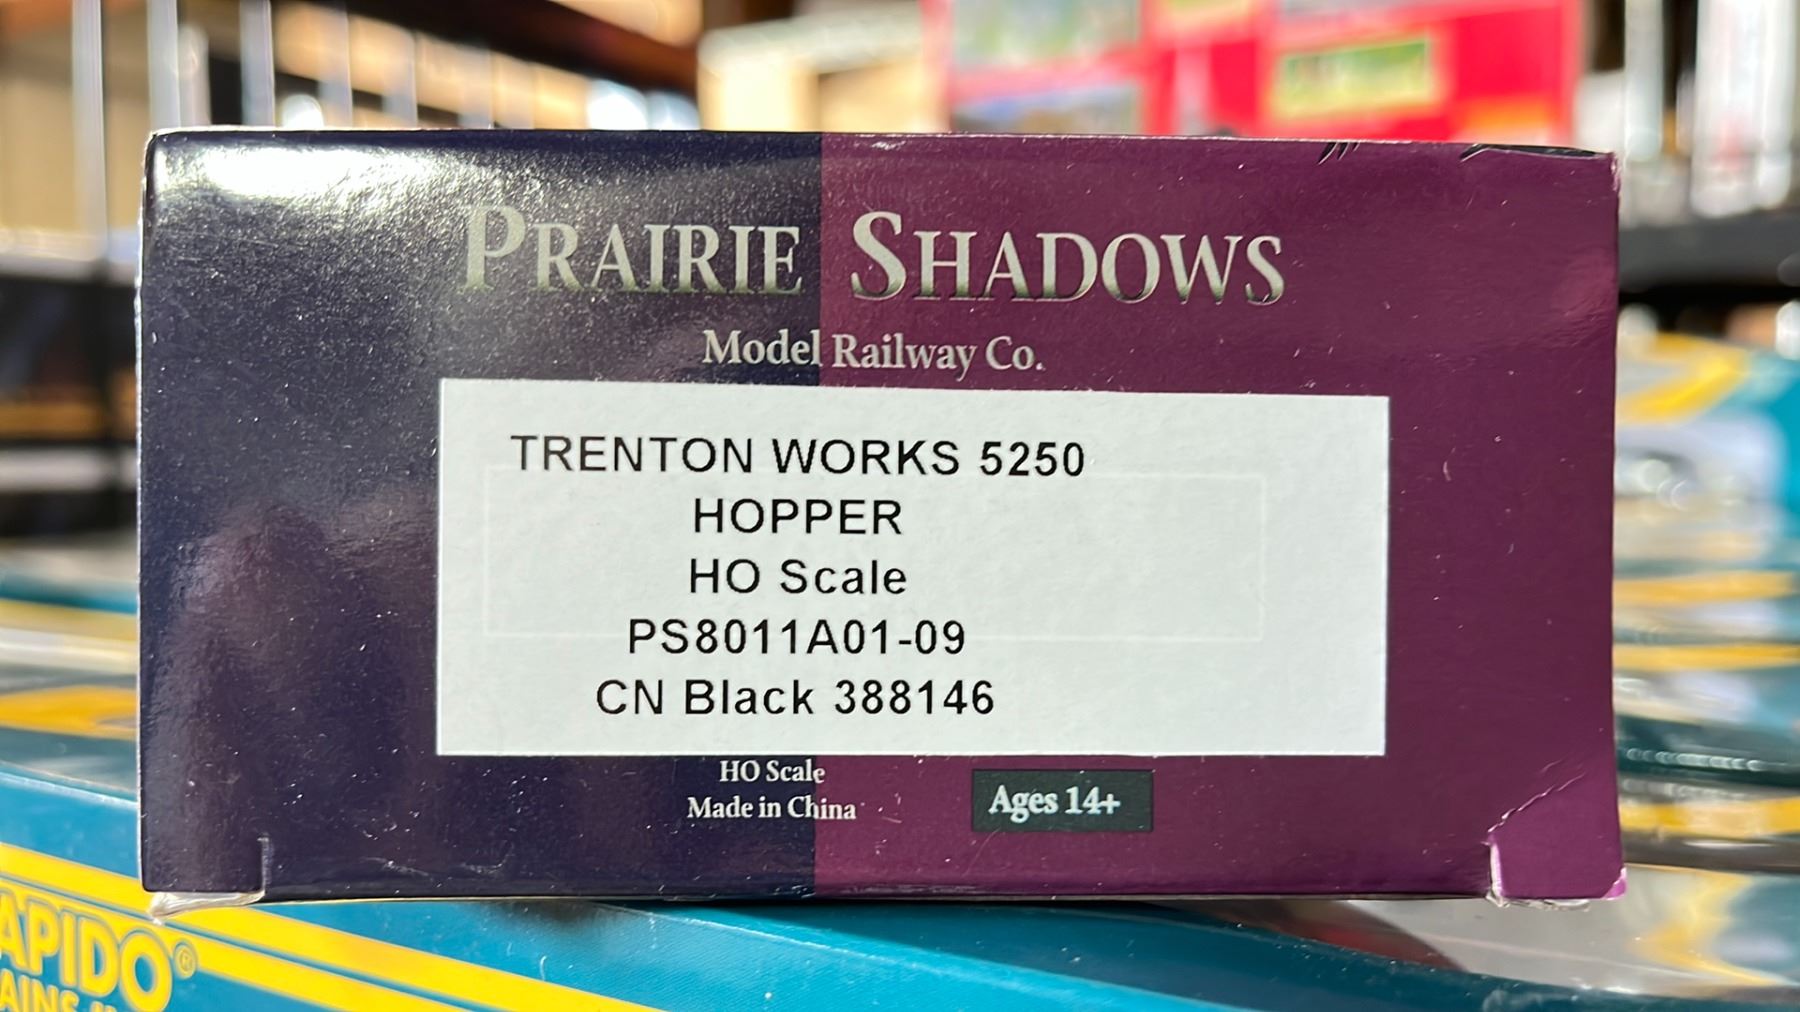 PRAIRIE SHADOWS
Model Railway Co.
TRENTON WORKS 5250
HOPPER
HO Scale
PS8011A01-09
CN Black 388146
HO Scale
Made in China
Ages 14+
APIDO®